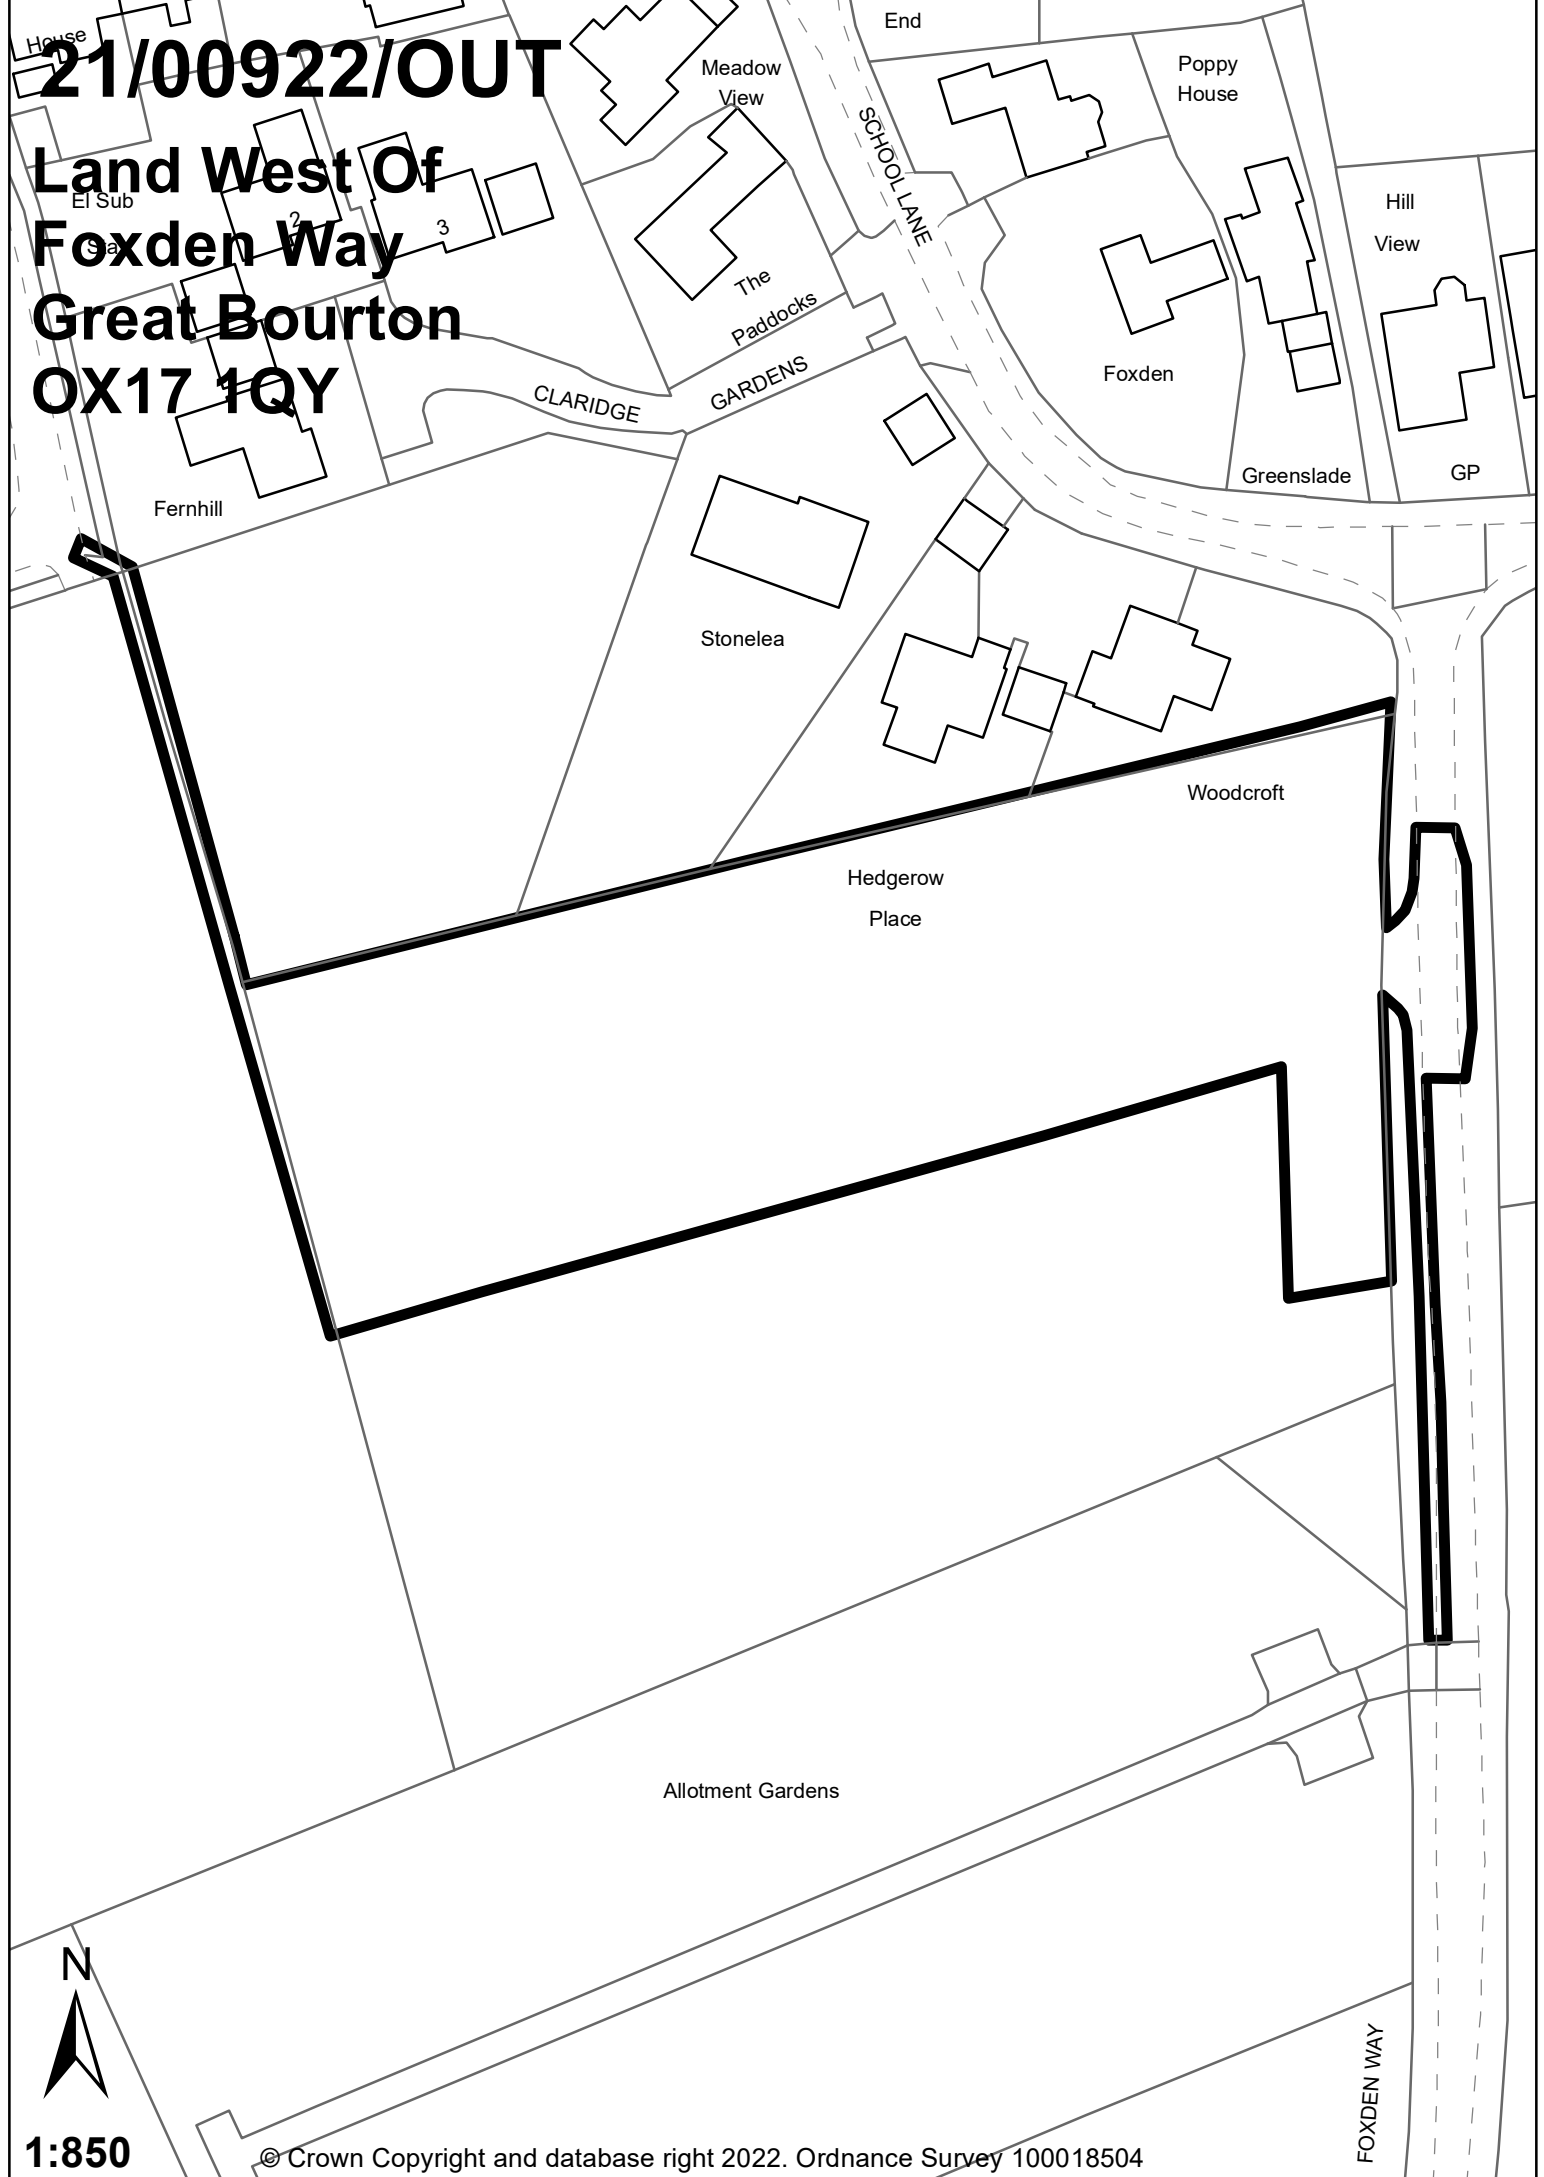 House
21/00922/OUT
Land West Of
Foxden Way
Great Bourton
OX17 1QY
El Sub
Sta
2
3
Fernhill
Meadow
View
The
Paddocks
CLARIDGE
GARDENS
SCHOOL LANE
End
Poppy
House
Hill
View
Foxden
Greenslade
GP
Stonelea
Woodcroft
Hedgerow
Place
Allotment Gardens
FOXDEN WAY
N
1:850
© Crown Copyright and database right 2022. Ordnance Survey 100018504